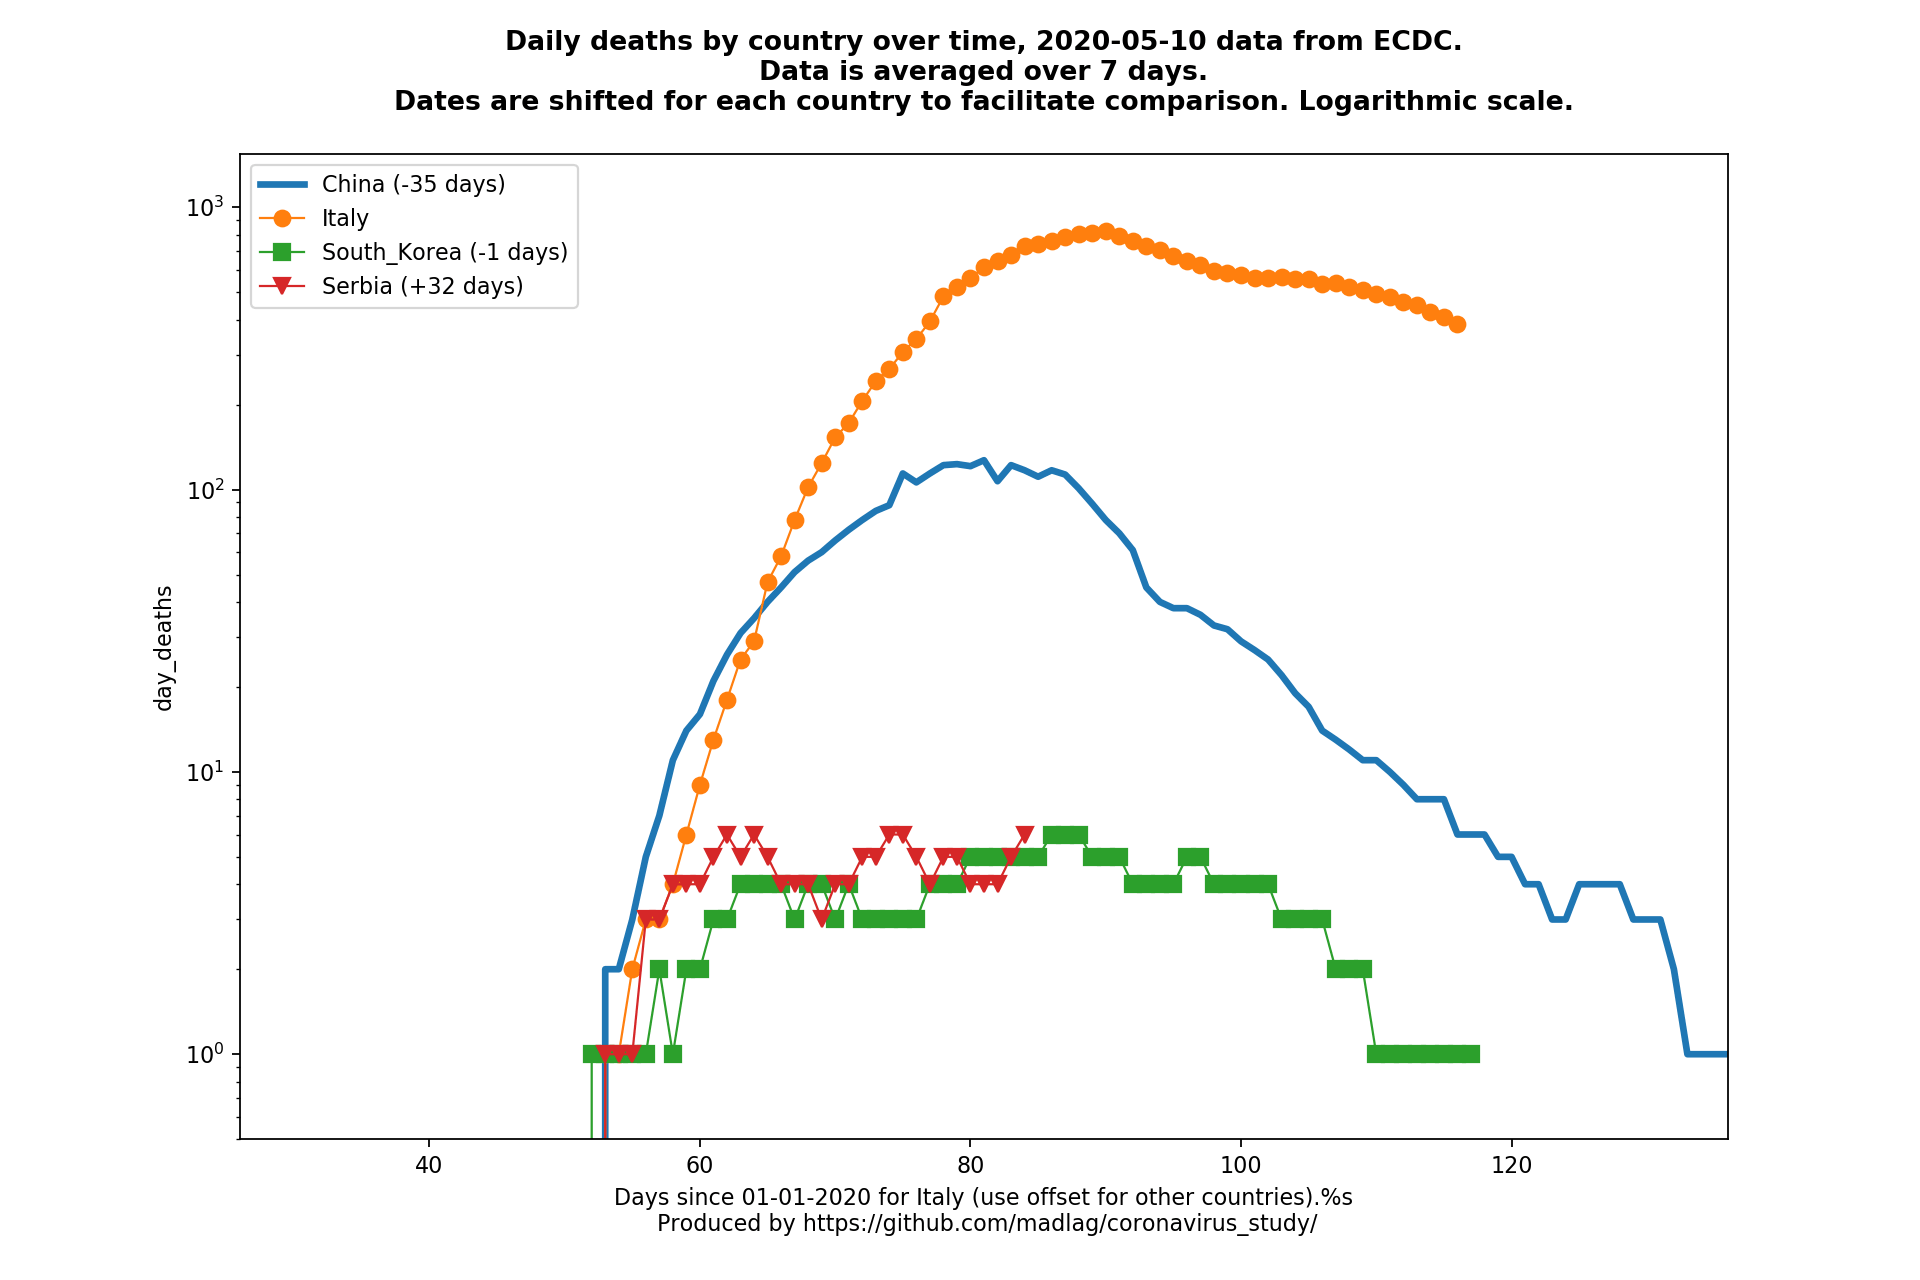 Daily deaths by country over time, 2020-05-10 data from ECDC.
Data is averaged over 7 days.
Dates are shifted for each country to facilitate comparison. Logarithmic scale.
China (-35 days)
Italy
South_Korea (-1 days)
Serbia (+32 days)
10³
10²
10¹
10⁰
day_deaths
40 60 80 100 120
Days since 01-01-2020 for Italy (use offset for other countries).%s
Produced by https://github.com/madlag/coronavirus_study/